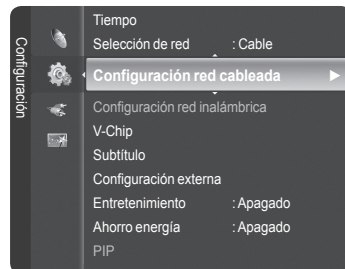 Configuración
Tiempo
Selección de red : Cable
Configuración red cableada
Configuración red inalámbrica
V-Chip
Subtítulo
Configuración externa
Entretenimiento : Apagado
Ahorro energía : Apagado
PIP